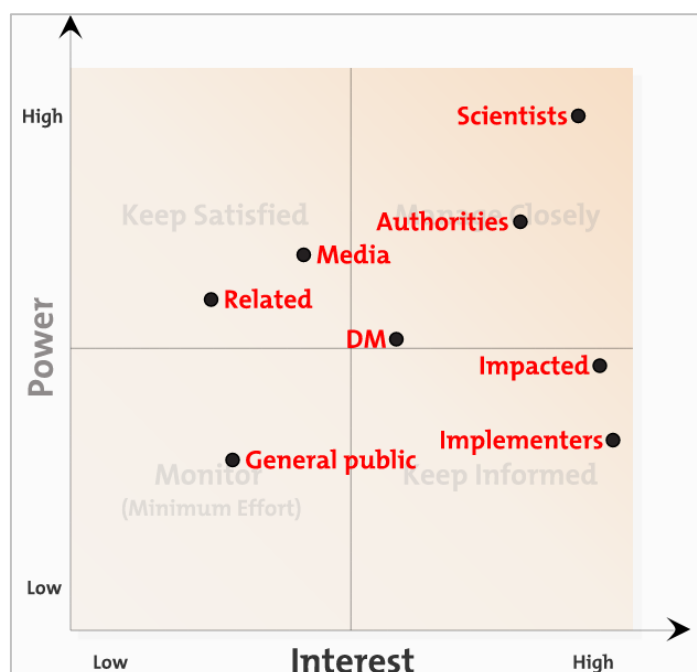 High
Scientists
Keep Satisfied
Manage Closely
Authorities
Media
Related
Power
DM
Impacted
Implementers
General public
Monitor
Keep Informed
(Minimum Effort)
Low
Low
Interest
High